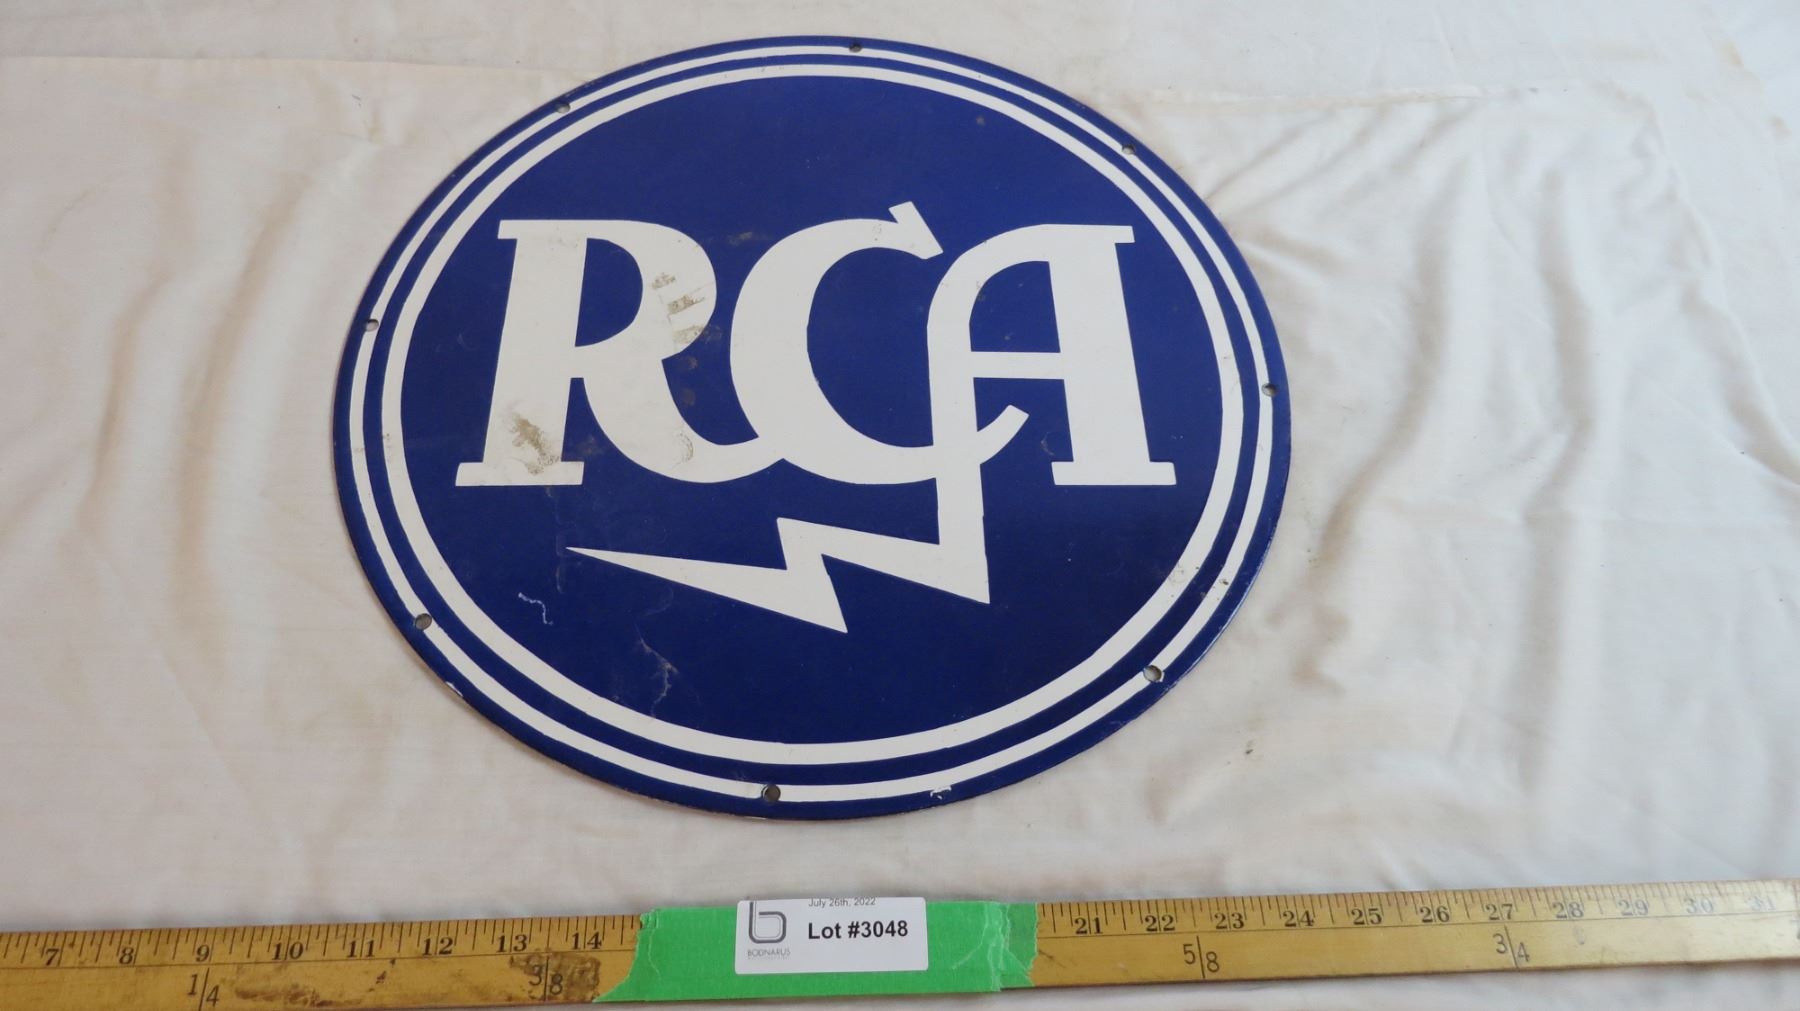 RCA
July 26th, 2022
Lot #3048
BODNARUS
7 8 9 10 11 12 13 14 21 22 23 24 25 26 27 28 29 30 31
1/4 3/8 5/8 3/4